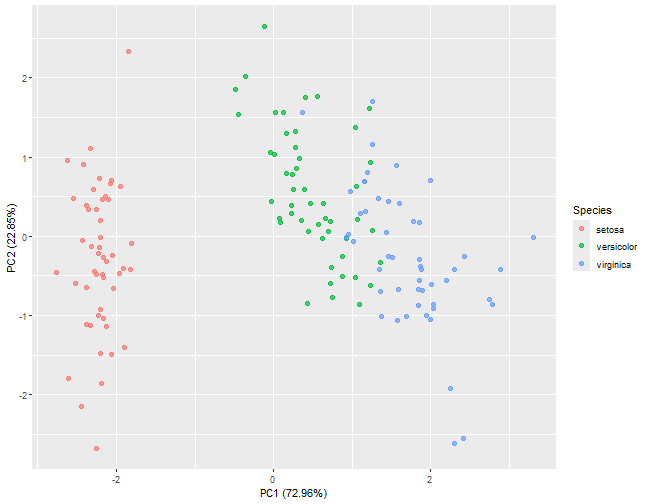 2
1
0
-1
-2
PC2 (22.85%)
-2
0
2
PC1 (72.96%)
Species
setosa
versicolor
virginica